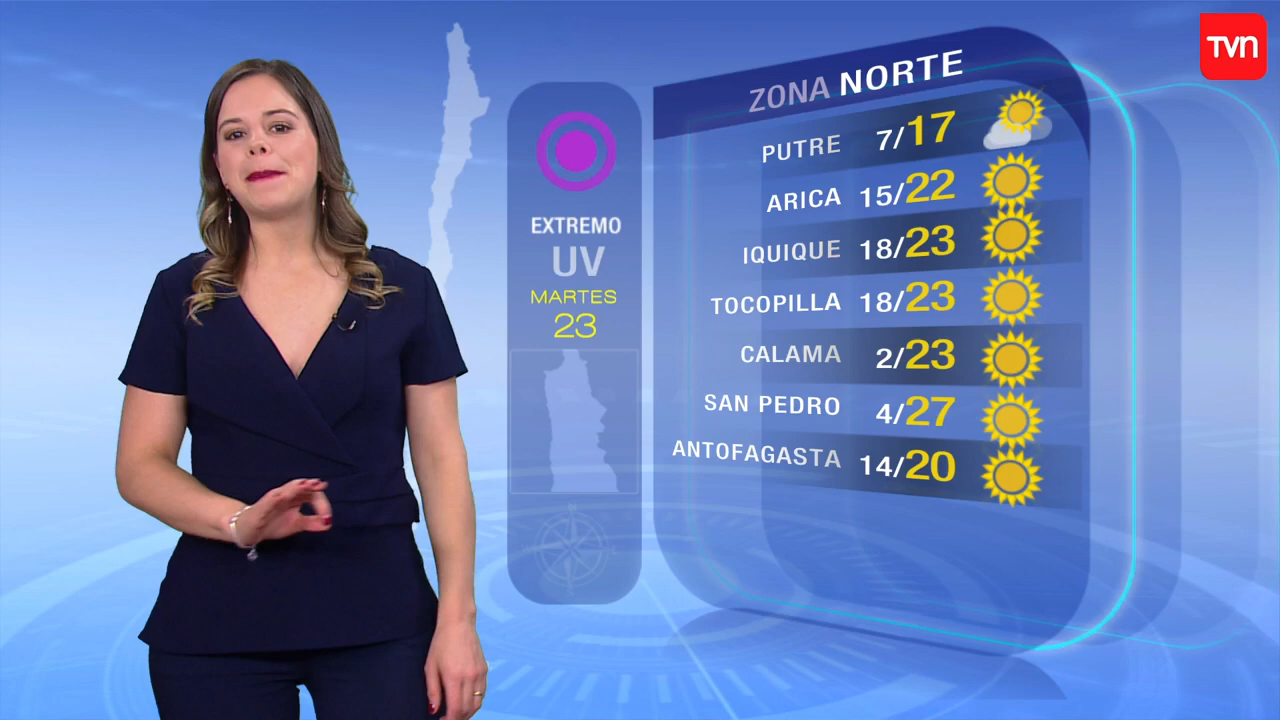 TVN
ZONA NORTE
EXTREMO
UV
MARTES
23
PUTRE 7/17
ARICA 15/22
IQUIQUE 18/23
TOCOPILLA 18/23
CALAMA 2/23
SAN PEDRO 4/27
ANTOFAGASTA 14/20